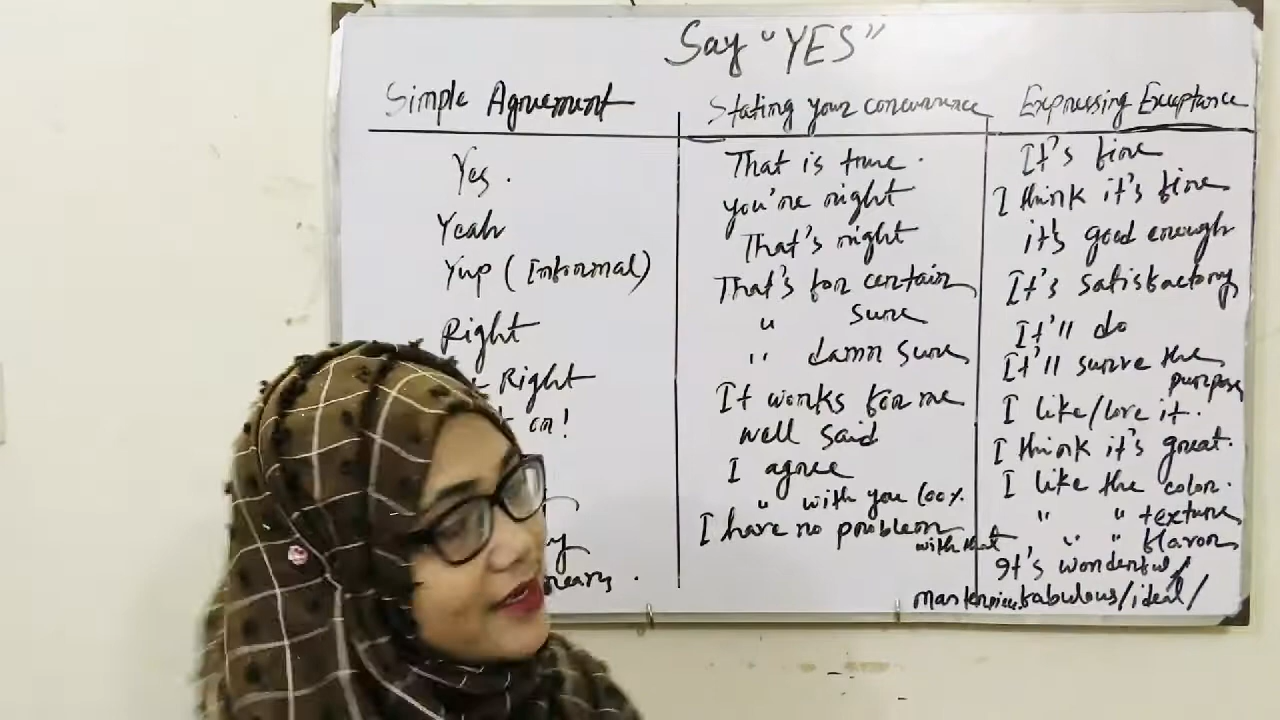 Say "YES"
Simple Agreement
Yes.
Yeah
Yup (Informal)
Right
Right
on!
Stating your concurrence
That is true.
you're right
That's right
That's for certain
" sure
" damn sure
It works for me
well said
I agree
" with you 100%
I have no problem
with that
Expressing Exceptance
It's fine
I think it's fine
it's good enough
It's satisfactory
It'll do
It'll surve the
purpose
I like/love it.
I think it's great.
I like the color.
" " texture
" " flavor
It's wonderful/
fabulous/ideal/